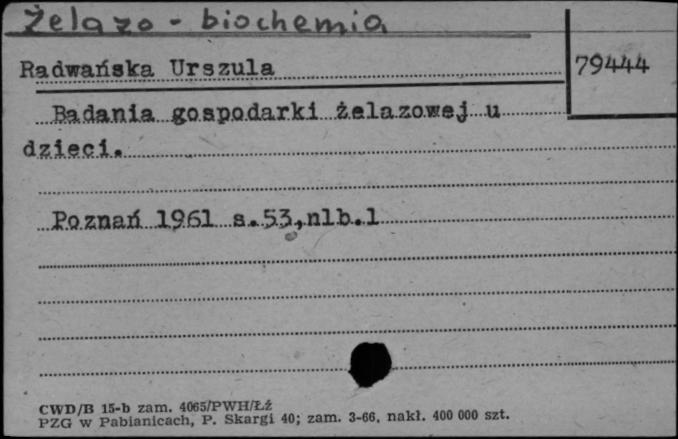 Żelazo - biochemia
Radwańska Urszula
79444
Badania gospodarki żelazowej u
dzieci.
Poznań 1961 s.53,nlb.1
CWD/B 15-b zam. 4065/PWH/Łź
PZG w Pabianicach, P. Skargi 40; zam. 3-66, nakł. 400 000 szt.